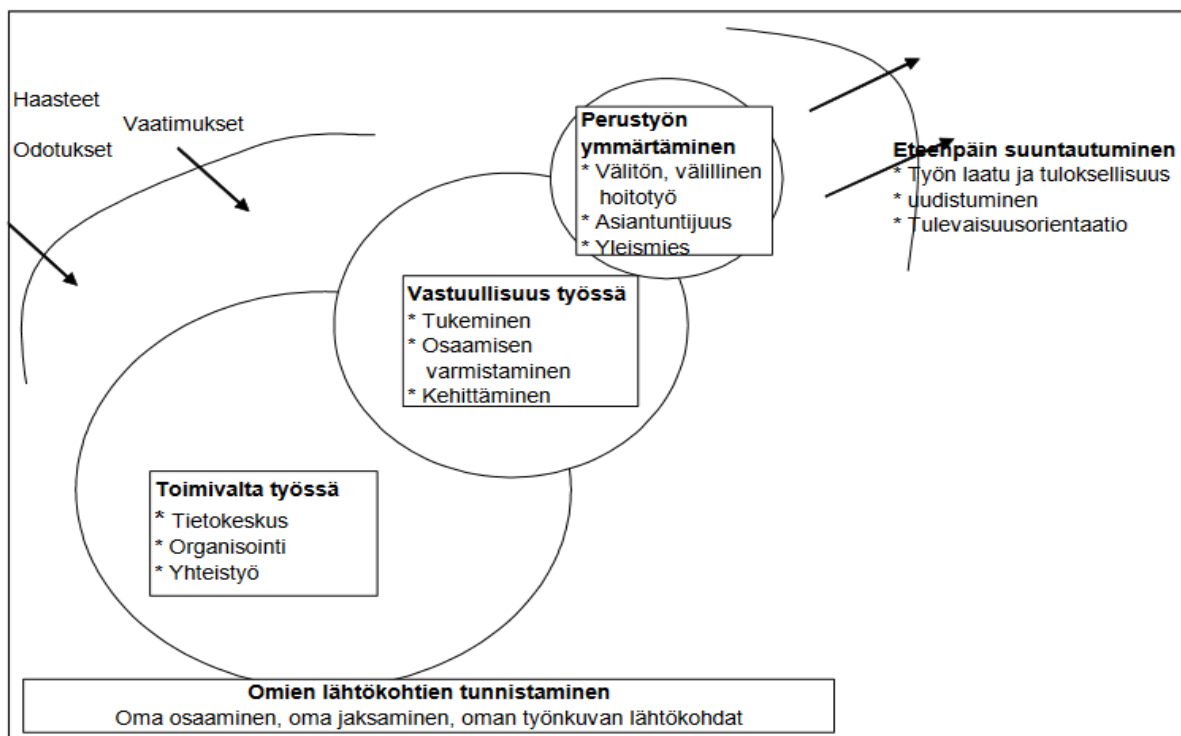 Haasteet
Vaatimukset
Odotukset
Perustyön
ymmärtäminen
* Välitön, välillinen
hoitotyö
* Asiantuntijuus
* Yleismies
Eteenpäin suuntautuminen
* Työn laatu ja tuloksellisuus
* uudistuminen
* Tulevaisuusorientaatio
Vastuullisuus työssä
* Tukeminen
* Osaamisen
varmistaminen
* Kehittäminen
Toimivalta työssä
* Tietokeskus
* Organisointi
* Yhteistyö
Omien lähtökohtien tunnistaminen
Oma osaaminen, oma jaksaminen, oman työnkuvan lähtökohdat